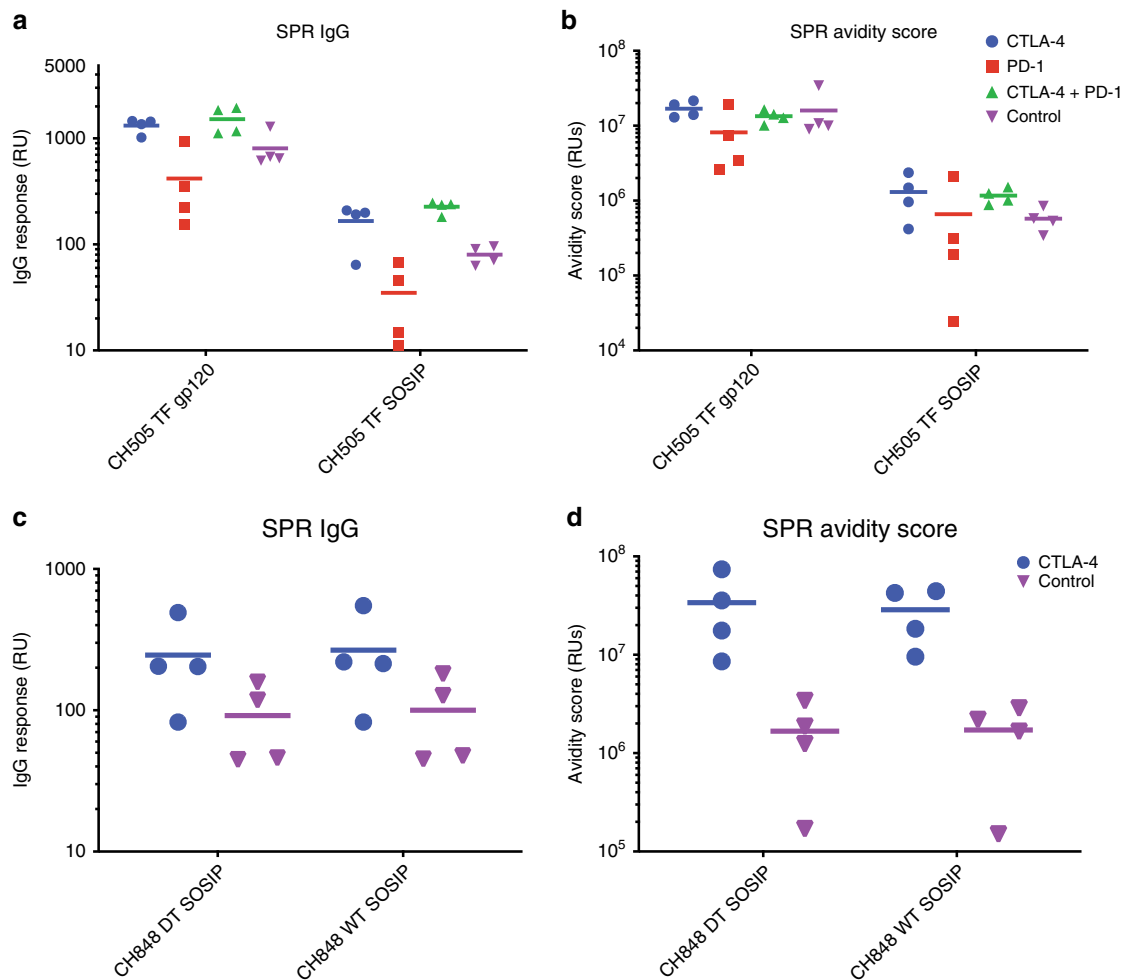 a
SPR IgG
IgG response (RU)
5000
1000
100
10
CH505 TF gp120
CH505 TF SOSIP
b
SPR avidity score
Avidity score (RUs)
10⁸
10⁷
10⁶
10⁵
10⁴
CH505 TF gp120
CH505 TF SOSIP
CTLA-4
PD-1
CTLA-4 + PD-1
Control
c
SPR IgG
IgG response (RU)
1000
100
10
CH848 DT SOSIP
CH848 WT SOSIP
d
SPR avidity score
Avidity score (RUs)
10⁸
10⁷
10⁶
10⁵
CH848 DT SOSIP
CH848 WT SOSIP
CTLA-4
Control